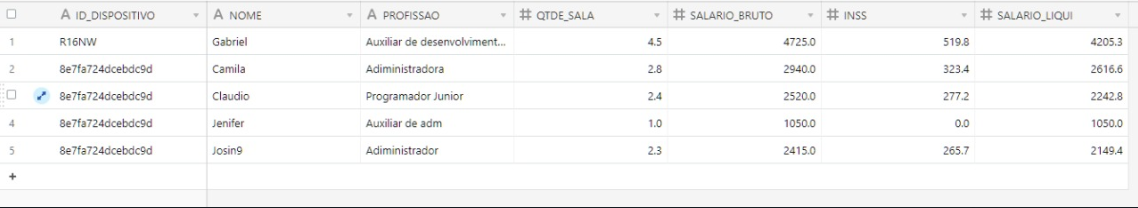 A ID_DISPOSITIVO A NOME A PROFISSAO # QTDE_SALA # SALARIO_BRUTO # INSS # SALARIO_LIQUI
1 R16NW Gabriel Auxiliar de desenvolviment... 4.5 4725.0 519.8 4205.3
2 8e7fa724dcebdc9d Camila Adiministradora 2.8 2940.0 323.4 2616.6
8e7fa724dcebdc9d Claudio Programador Junior 2.4 2520.0 277.2 2242.8
4 8e7fa724dcebdc9d Jenifer Auxiliar de adm 1.0 1050.0 0.0 1050.0
5 8e7fa724dcebdc9d Josin9 Adiministrador 2.3 2415.0 265.7 2149.4
+